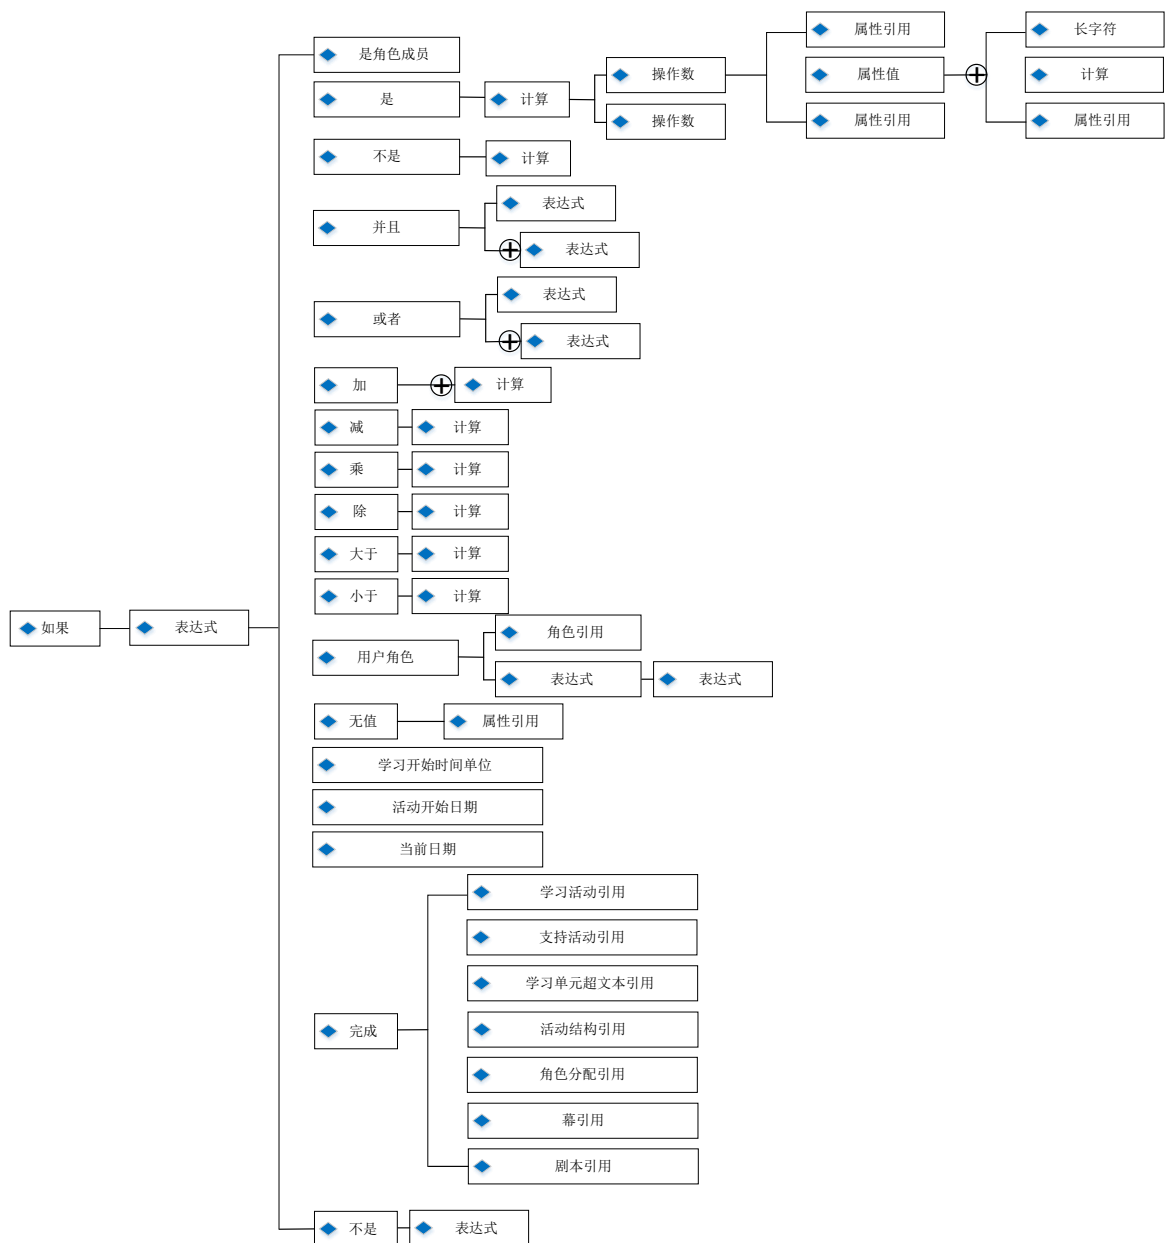 是角色成员
是
计算
操作数
操作数
属性引用
属性值
属性引用
长字符
计算
属性引用
不是
计算
并且
表达式
表达式
或者
表达式
表达式
加
计算
减
计算
乘
计算
除
计算
大于
计算
小于
计算
如果
表达式
用户角色
角色引用
表达式
表达式
无值
属性引用
学习开始时间单位
活动开始日期
当前日期
完成
学习活动引用
支持活动引用
学习单元超文本引用
活动结构引用
角色分配引用
幕引用
剧本引用
不是
表达式